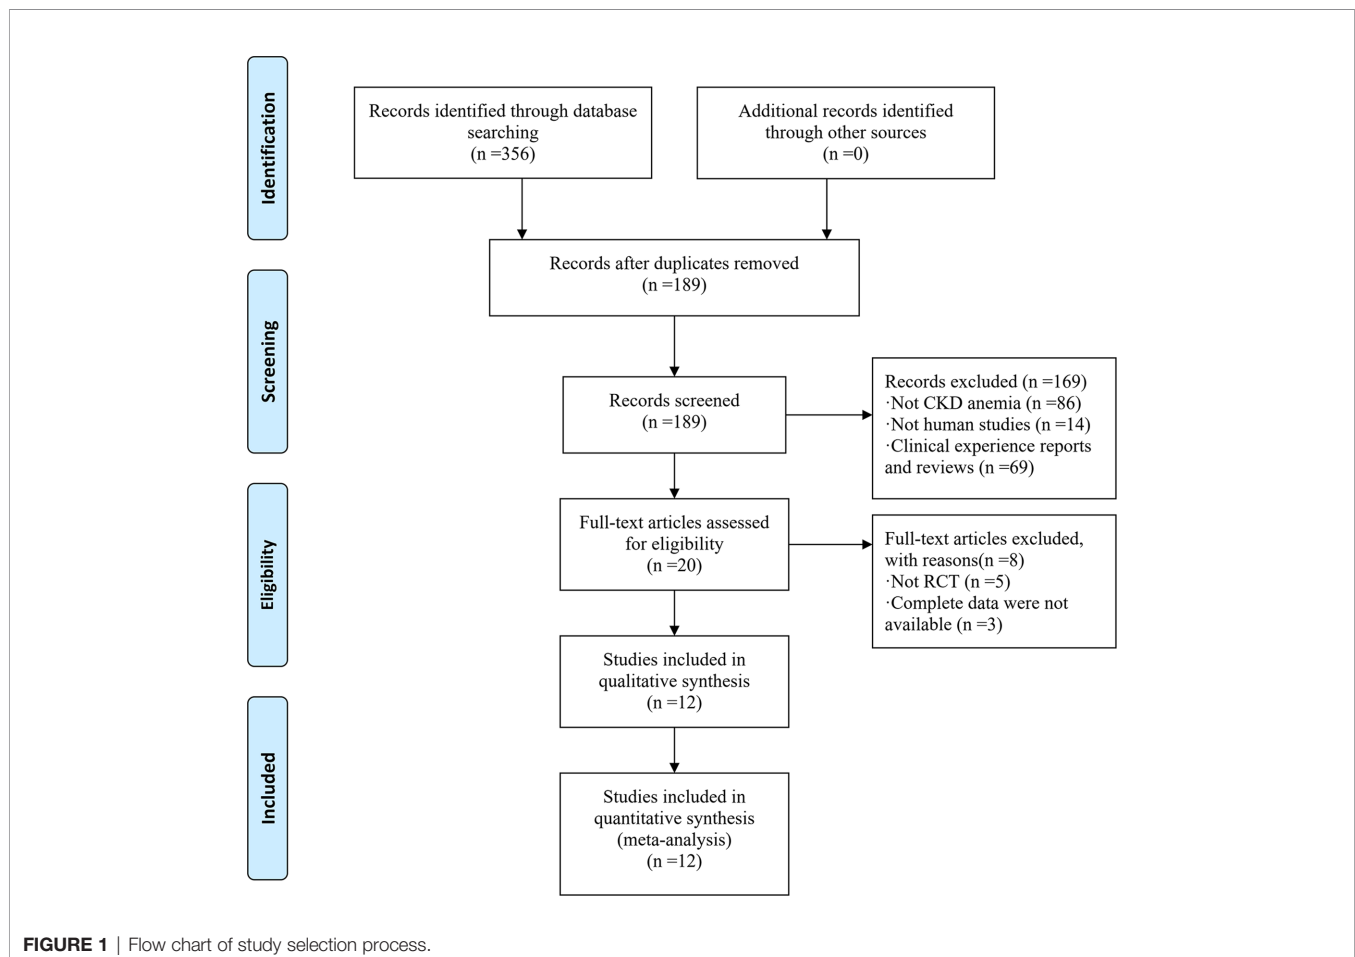 Identification
Records identified through database
searching
(n =356)
Additional records identified
through other sources
(n =0)
Records after duplicates removed
(n =189)
Screening
Records screened
(n =189)
Records excluded (n =169)
·Not CKD anemia (n =86)
·Not human studies (n =14)
·Clinical experience reports
and reviews (n =69)
Eligibility
Full-text articles assessed
for eligibility
(n =20)
Full-text articles excluded,
with reasons(n =8)
·Not RCT (n =5)
·Complete data were not
available (n =3)
Studies included in
qualitative synthesis
(n =12)
Included
Studies included in
quantitative synthesis
(meta-analysis)
(n =12)
FIGURE 1 | Flow chart of study selection process.